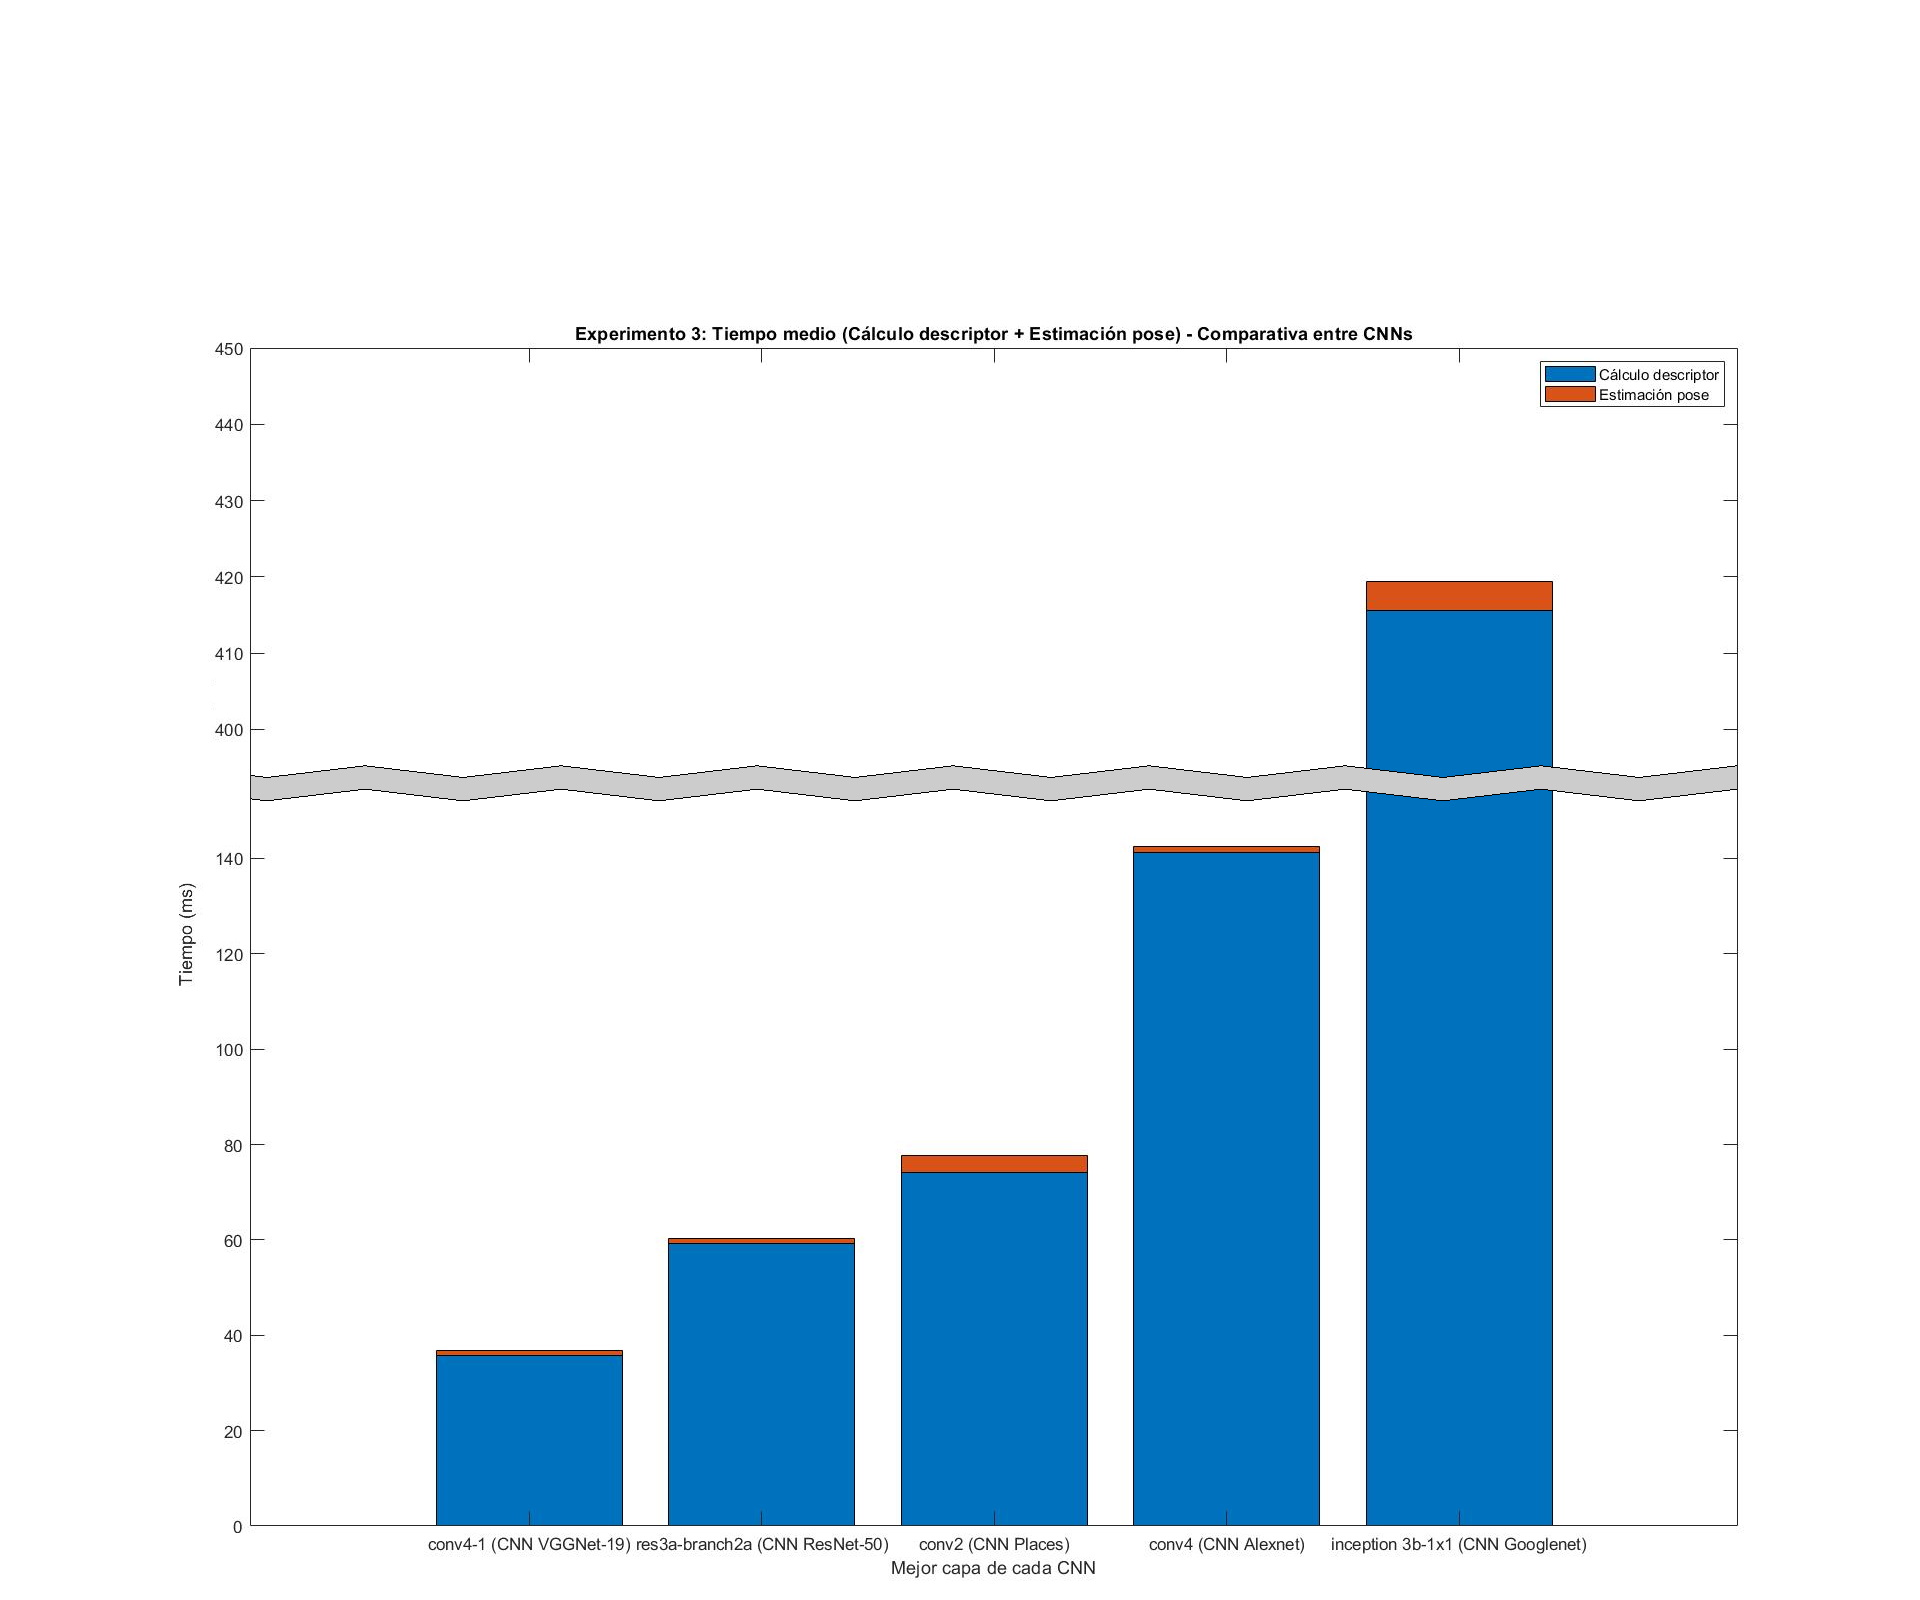 Experimento 3: Tiempo medio (Cálculo descriptor + Estimación pose) - Comparativa entre CNNs
Cálculo descriptor
Estimación pose
450
440
430
420
410
400
140
120
100
80
60
40
20
0
Tiempo (ms)
conv4-1 (CNN VGGNet-19) res3a-branch2a (CNN ResNet-50) conv2 (CNN Places) conv4 (CNN Alexnet) inception 3b-1x1 (CNN Googlenet)
Mejor capa de cada CNN